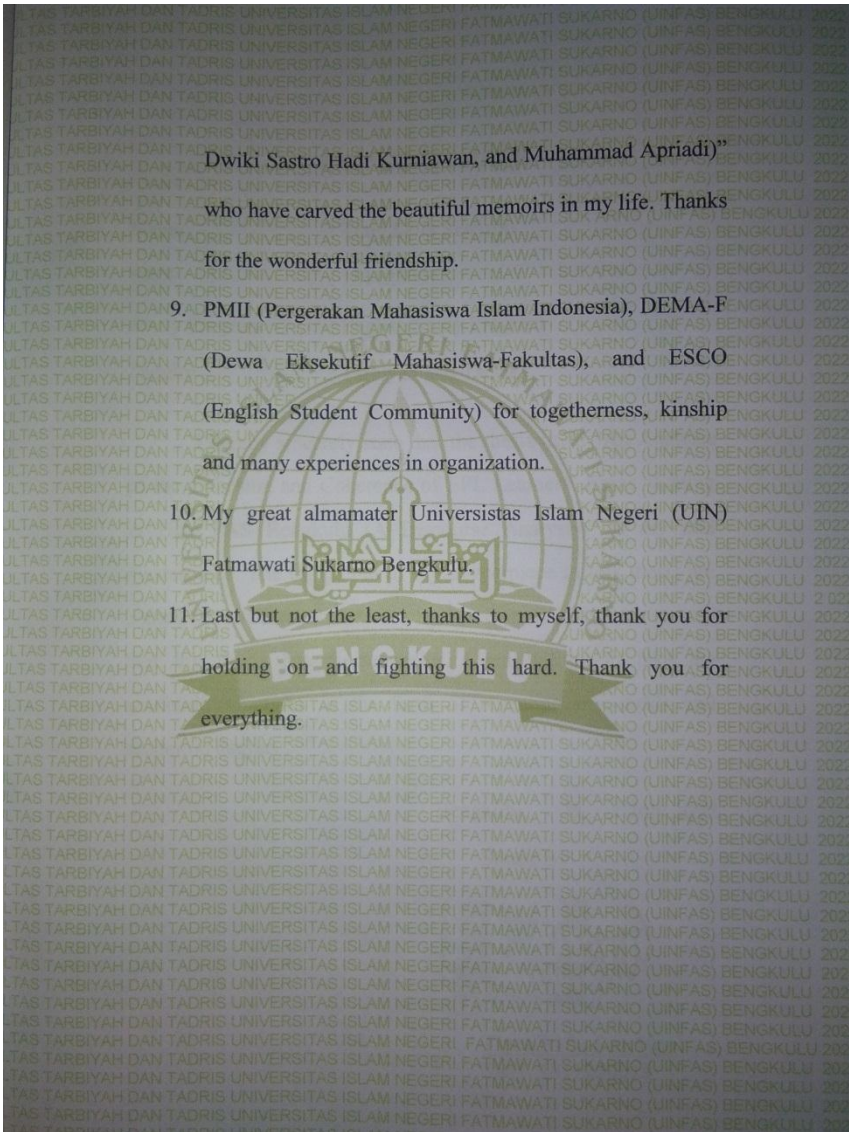 Dwiki Sastro Hadi Kurniawan, and Muhammad Apriadi)”
who have carved the beautiful memoirs in my life. Thanks
for the wonderful friendship.
9. PMII (Pergerakan Mahasiswa Islam Indonesia), DEMA-F
(Dewa Eksekutif Mahasiswa-Fakultas), and ESCO
(English Student Community) for togetherness, kinship
and many experiences in organization.
10. My great almamater Universistas Islam Negeri (UIN)
Fatmawati Sukarno Bengkulu.
11. Last but not the least, thanks to myself, thank you for
holding on and fighting this hard. Thank you for
everything.
BENGKULU